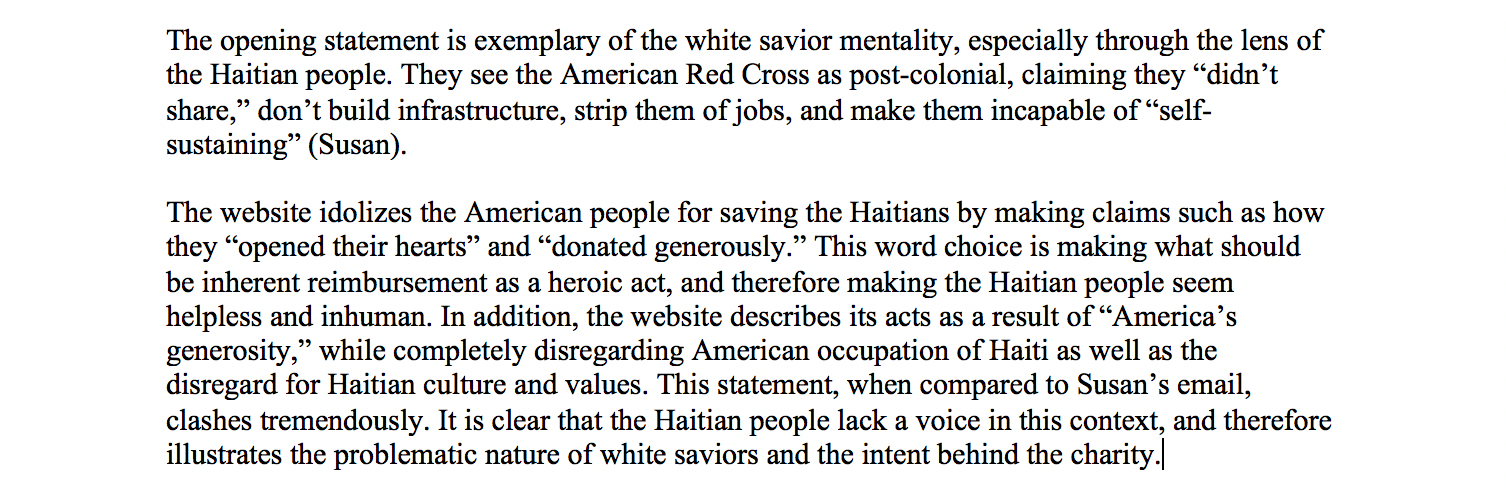 The opening statement is exemplary of the white savior mentality, especially through the lens of
the Haitian people. They see the American Red Cross as post-colonial, claiming they “didn’t
share,” don’t build infrastructure, strip them of jobs, and make them incapable of “self-
sustaining” (Susan).
The website idolizes the American people for saving the Haitians by making claims such as how
they “opened their hearts” and “donated generously.” This word choice is making what should
be inherent reimbursement as a heroic act, and therefore making the Haitian people seem
helpless and inhuman. In addition, the website describes its acts as a result of “America’s
generosity,” while completely disregarding American occupation of Haiti as well as the
disregard for Haitian culture and values. This statement, when compared to Susan’s email,
clashes tremendously. It is clear that the Haitian people lack a voice in this context, and therefore
illustrates the problematic nature of white saviors and the intent behind the charity.